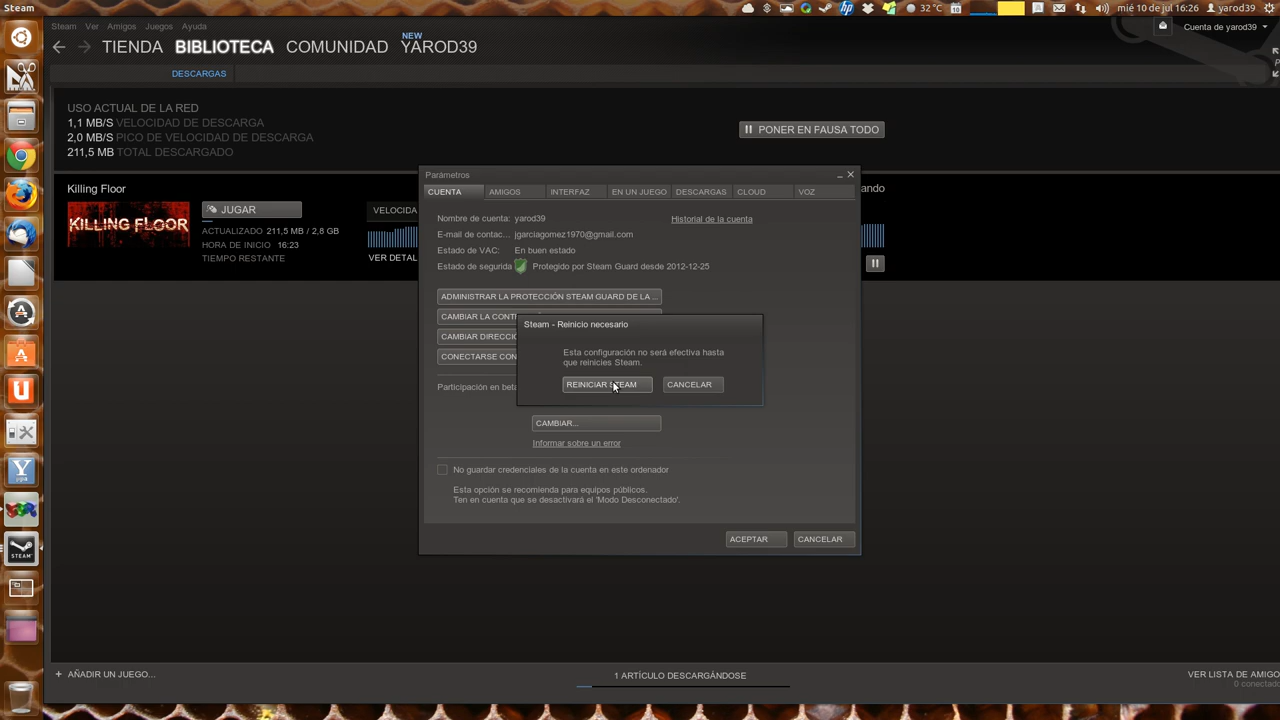 Steam
32 °C
mié 10 de jul 16:26
yarod39
Steam Ver Amigos Juegos Ayuda
Cuenta de yarod39
NEW
TIENDA BIBLIOTECA COMUNIDAD YAROD39
DESCARGAS
USO ACTUAL DE LA RED
1,1 MB/S VELOCIDAD DE DESCARGA
2,0 MB/S PICO DE VELOCIDAD DE DESCARGA
211,5 MB TOTAL DESCARGADO
PONER EN FAUSA TODO
Killing Floor
KILLING FLOOR
JUGAR
ACTUALIZADO 211,5 MB / 2,8 GB
HORA DE INICIO 16:23
TIEMPO RESTANTE
VELOCIDA
VER DETAL
ando
Parámetros
CUENTA AMIGOS INTERFAZ EN UN JUEGO DESCARGAS CLOUD VOZ
Nombre de cuenta: yarod39
Historial de la cuenta
E-mail de contac... jgarciagomez1970@gmail.com
Estado de VAC: En buen estado
Estado de segurida Protegido por Steam Guard desde 2012-12-25
ADMINISTRAR LA PROTECCIÓN STEAM GUARD DE LA ...
CAMBIAR LA CONT
CAMBIAR DIRECCIÓ
CONECTARSE CON
Steam - Reinicio necesario
Esta configuración no será efectiva hasta
que reinicies Steam.
REINICIAR STEAM CANCELAR
Participación en beta
CAMBIAR...
Informar sobre un error
No guardar credenciales de la cuenta en este ordenador
Esta opción se recomienda para equipos públicos.
Ten en cuenta que se desactivará el 'Modo Desconectado'.
ACEPTAR CANCELAR
STEAM
+ AÑADIR UN JUEGO...
1 ARTÍCULO DESCARGÁNDOSE
VER LISTA DE AMIGO
0 conectado